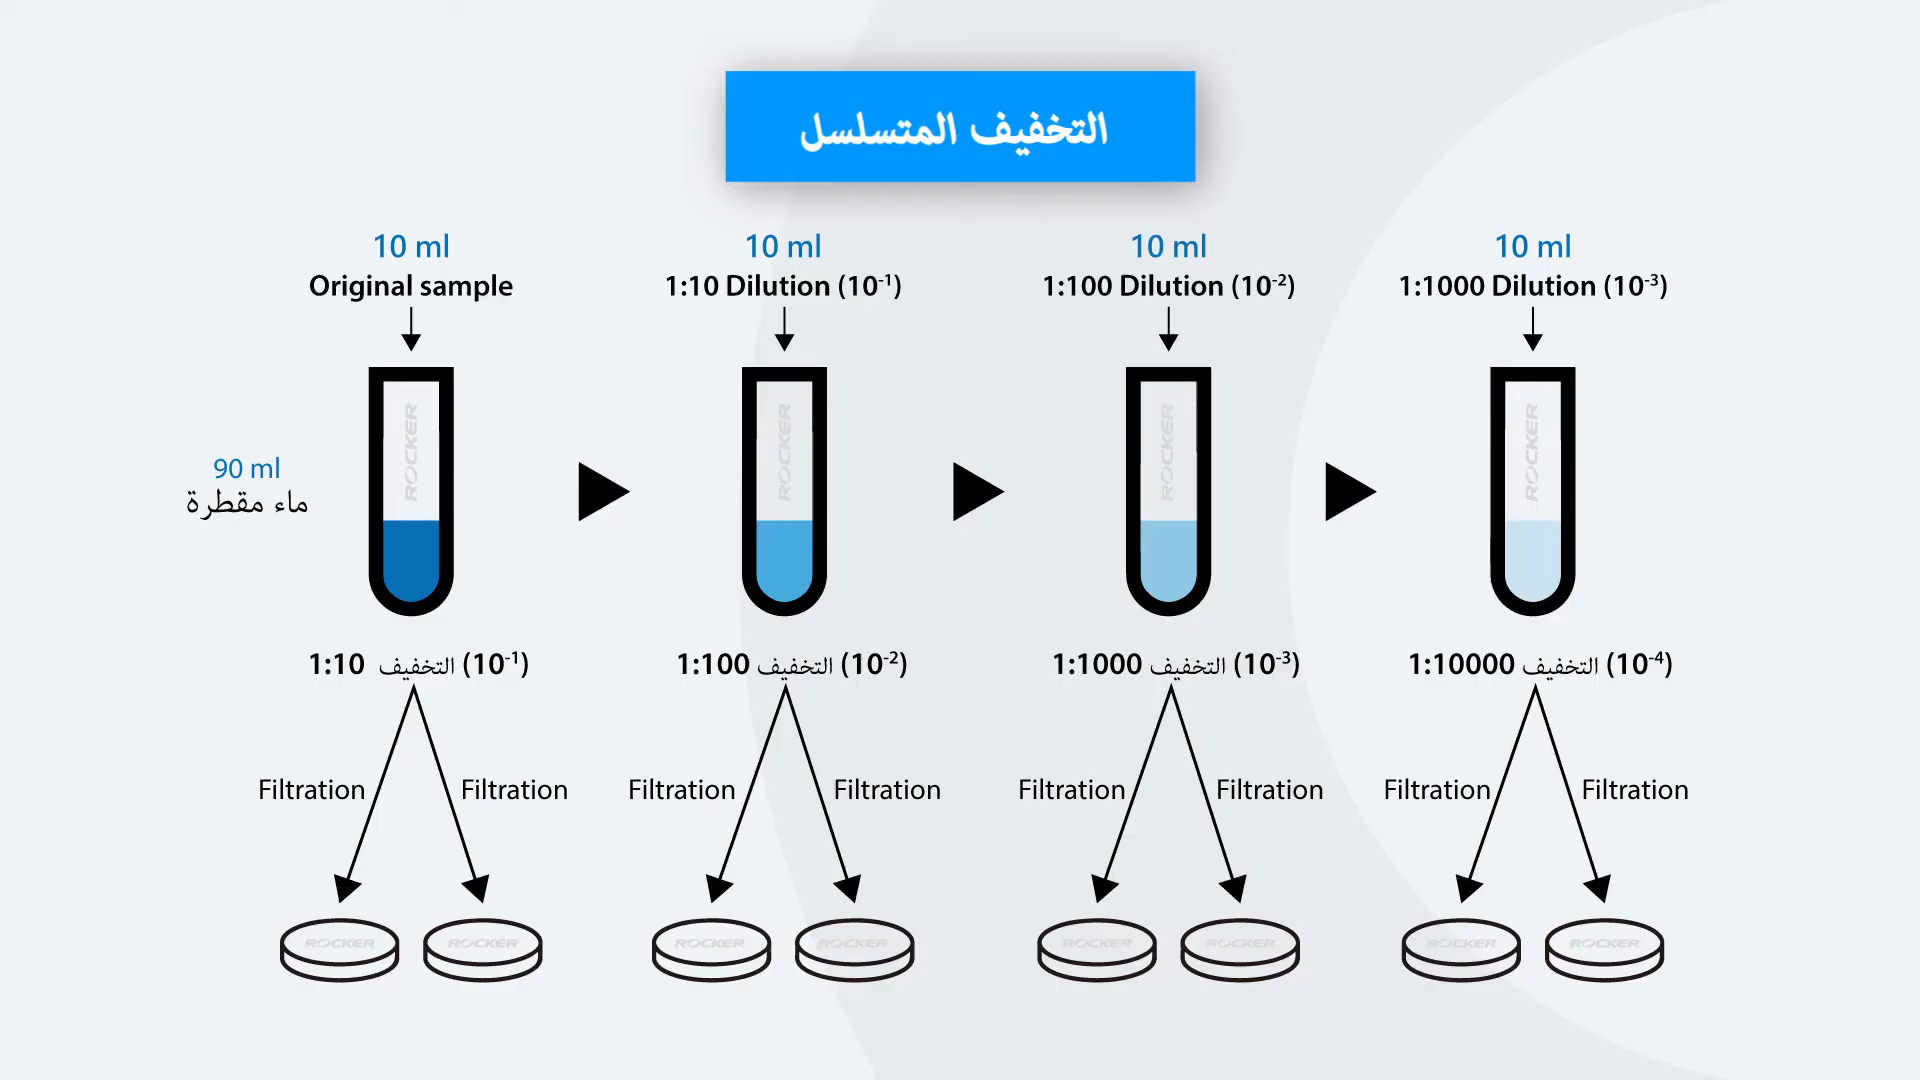 التخفيف المتسلسل
10 ml
Original sample
10 ml
1:10 Dilution (10⁻¹)
10 ml
1:100 Dilution (10⁻²)
10 ml
1:1000 Dilution (10⁻³)
ROCKER
ROCKER
ROCKER
ROCKER
90 ml
ماء مقطرة
1:10 التخفيف (10⁻¹)
1:100 التخفيف (10⁻²)
1:1000 التخفيف (10⁻³)
1:10000 التخفيف (10⁻⁴)
Filtration
Filtration
Filtration
Filtration
Filtration
Filtration
Filtration
Filtration
ROCKER
ROCKER
ROCKER
ROCKER
ROCKER
ROCKER
ROCKER
ROCKER